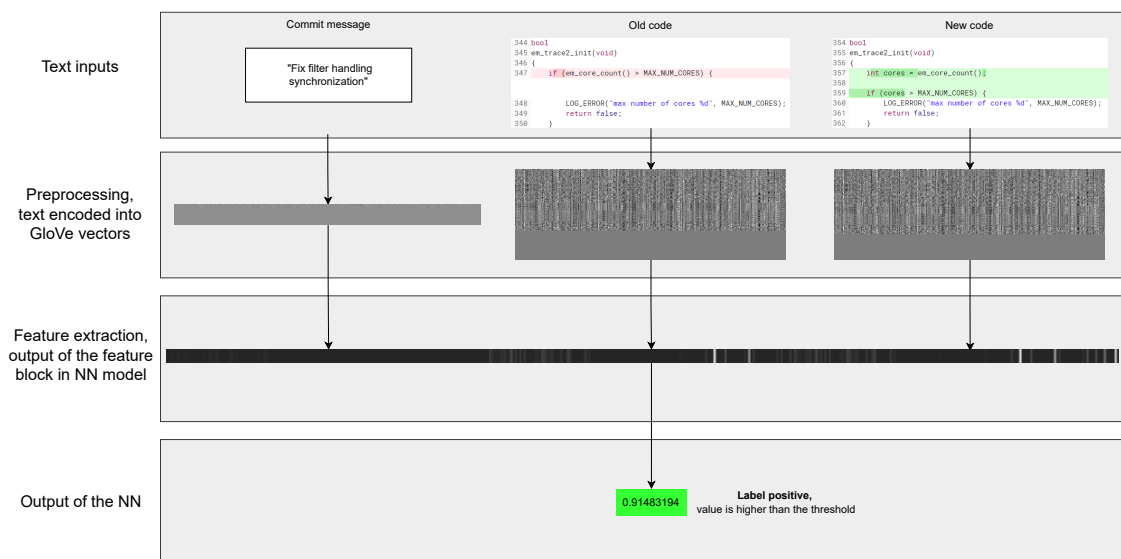 Commit message
Old code
New code
Text inputs
"Fix filter handling
synchronization"
344 bool
345 em_trace2_init(void)
346 {
347 if (em_core_count() > MAX_NUM_CORES) {
348 LOG_ERROR("max number of cores %d", MAX_NUM_CORES);
349 return false;
350 }
354 bool
355 em_trace2_init(void)
356 {
357 int cores = em_core_count();
358
359 if (cores > MAX_NUM_CORES) {
360 LOG_ERROR("max number of cores %d", MAX_NUM_CORES);
361 return false;
362 }
Preprocessing,
text encoded into
GloVe vectors
Feature extraction,
output of the feature
block in NN model
Output of the NN
0.91483194
Label positive,
value is higher than the threshold